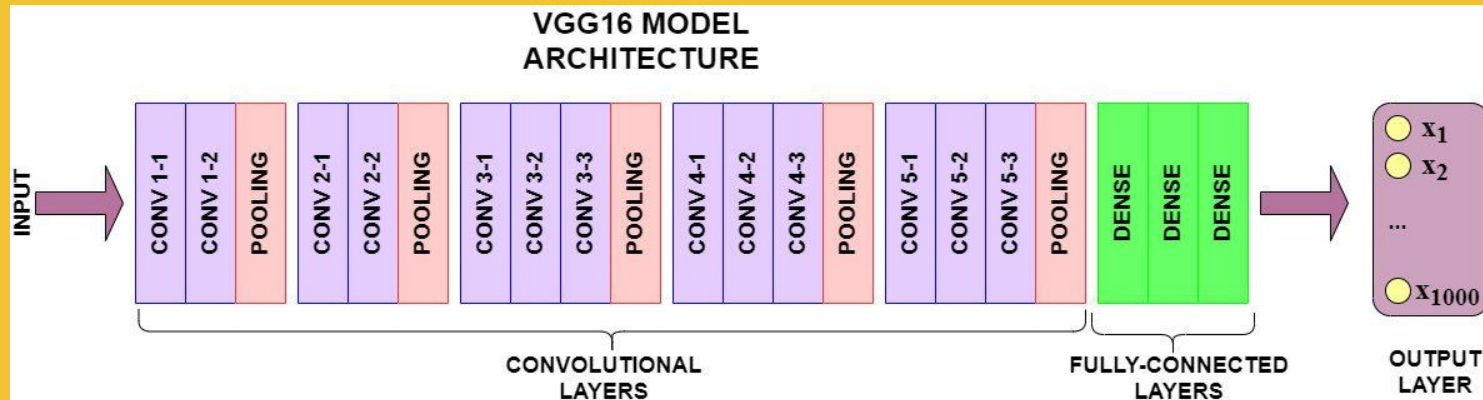 VGG16 MODEL
ARCHITECTURE
INPUT
CONV 1-1
CONV 1-2
POOLING
CONV 2-1
CONV 2-2
POOLING
CONV 3-1
CONV 3-2
CONV 3-3
POOLING
CONV 4-1
CONV 4-2
CONV 4-3
POOLING
CONV 5-1
CONV 5-2
CONV 5-3
POOLING
DENSE
DENSE
DENSE
x1
x2
...
x1000
CONVOLUTIONAL
LAYERS
FULLY-CONNECTED
LAYERS
OUTPUT
LAYER